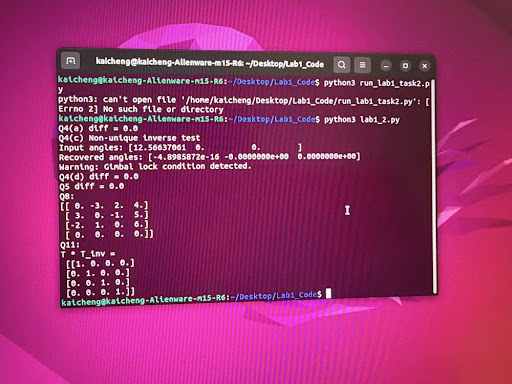 kaicheng@kaicheng-Alienware-m15-R6: ~/Desktop/Lab1_Code
kaicheng@kaicheng-Alienware-m15-R6:~/Desktop/Lab1_Code$ python3 run_lab1_task2.p
y
python3: can't open file '/home/kaicheng/Desktop/Lab1_Code/run_lab1_task2.py': [
Errno 2] No such file or directory
kaicheng@kaicheng-Alienware-m15-R6:~/Desktop/Lab1_Code$ python3 lab1_2.py
Q4(a) diff = 0.0
Q4(c) Non-unique inverse test
Input angles: [12.56637061  0.          0.        ]
Recovered angles: [-4.8985872e-16 -0.0000000e+00  0.0000000e+00]
Warning: Gimbal lock condition detected.
Q4(d) diff = 0.0
Q5 diff = 0.0
Q8:
[[ 0. -3.  2.  4.]
 [ 3.  0. -1.  5.]
 [-2.  1.  0.  6.]
 [ 0.  0.  0.  0.]]
Q11:
T * T_inv =
 [[1. 0. 0. 0.]
 [0. 1. 0. 0.]
 [0. 0. 1. 0.]
 [0. 0. 0. 1.]]
kaicheng@kaicheng-Alienware-m15-R6:~/Desktop/Lab1_Code$